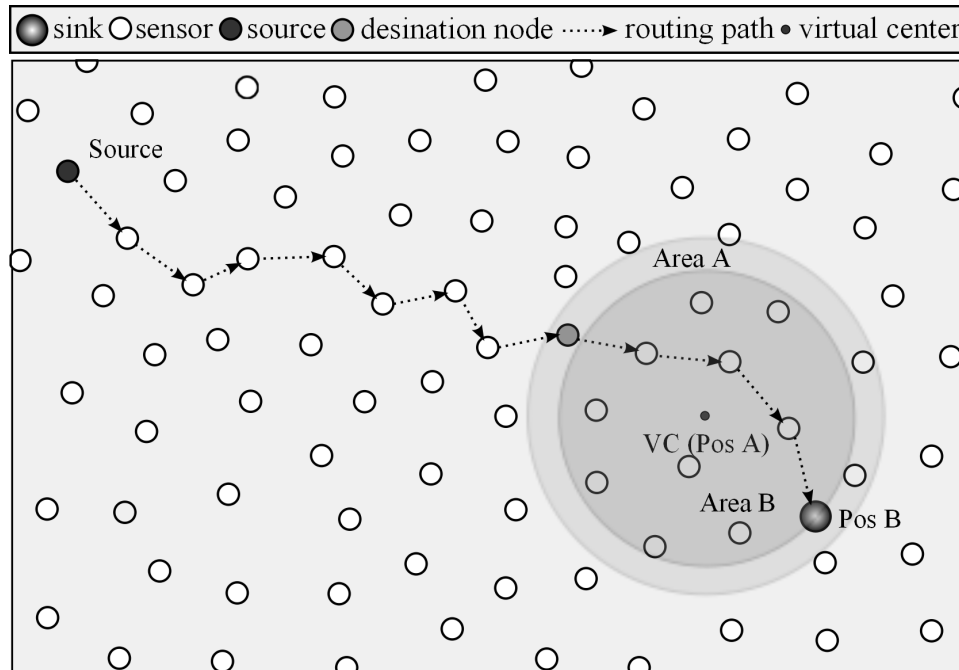 sink sensor source desination node routing path virtual center
Source
Area A
VC (Pos A)
Area B
Pos B